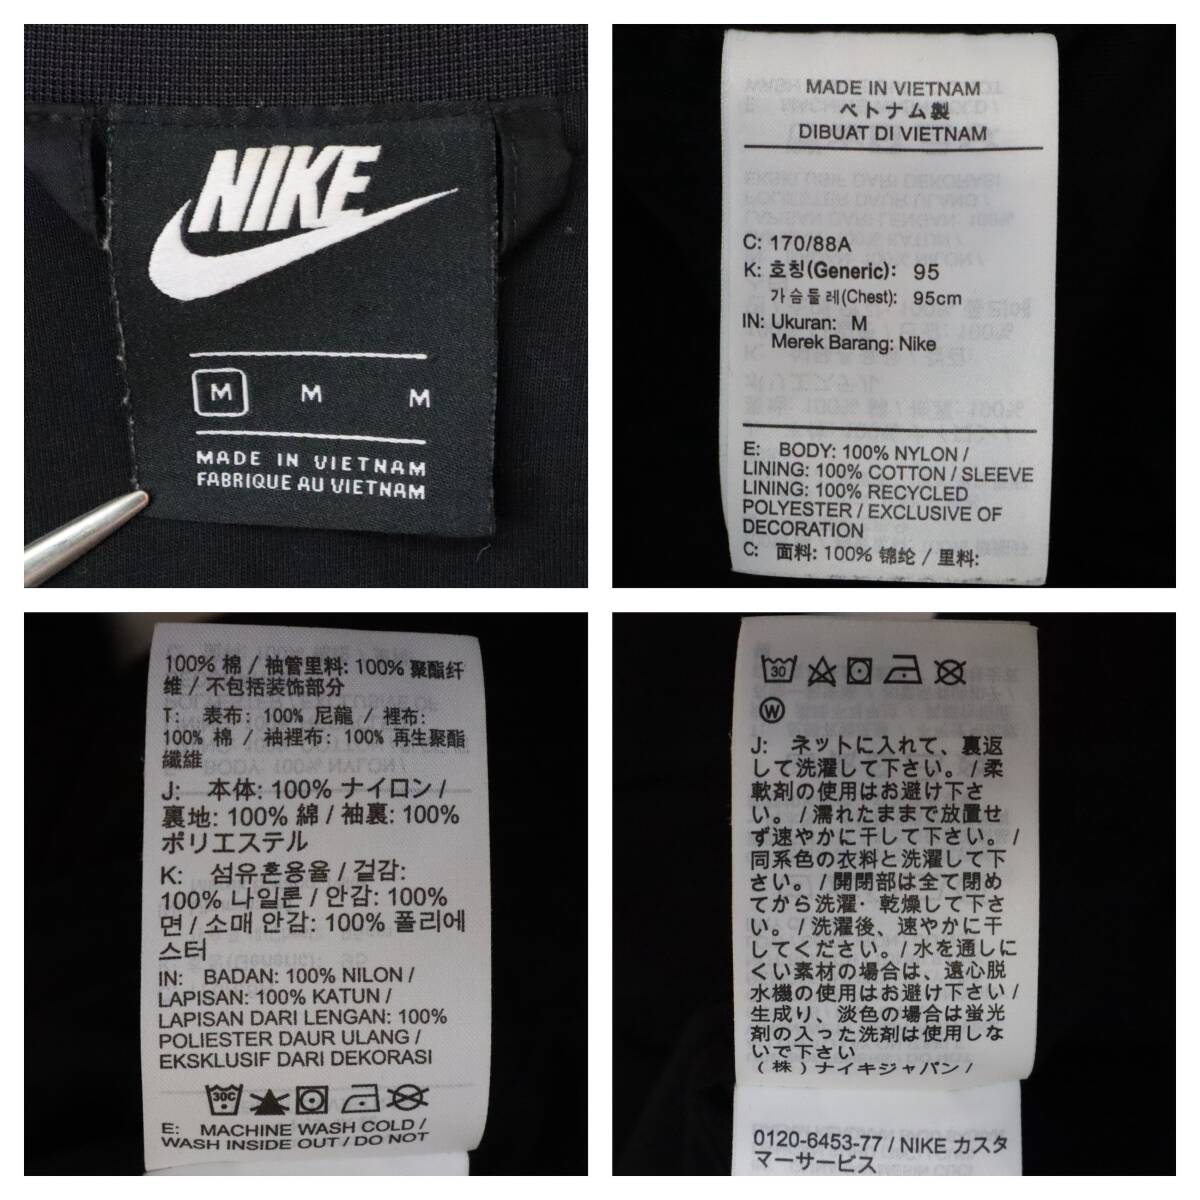 NIKE
M M M
MADE IN VIETNAM
FABRIQUE AU VIETNAM
MADE IN VIETNAM
ベトナム製
DIBUAT DI VIETNAM
C: 170/88A
K: 호칭(Generic): 95
가슴둘레(Chest): 95cm
IN: Ukuran: M
Merek Barang: Nike
E: BODY: 100% NYLON /
LINING: 100% COTTON / SLEEVE
LINING: 100% RECYCLED
POLYESTER / EXCLUSIVE OF
DECORATION
C: 面料: 100% 锦纶 / 里料:
100% 棉 / 袖管里料: 100% 聚酯纤
维 / 不包括装饰部分
T: 表布: 100% 尼龍 / 裡布:
100% 棉 / 袖裡布: 100% 再生聚酯
纖維
J: 本体: 100% ナイロン /
裏地: 100% 綿 / 袖裏: 100%
ポリエステル
K: 섬유혼용율 / 겉감:
100% 나일론 / 안감: 100%
면 / 소매 안감: 100% 폴리에
스터
IN: BADAN: 100% NILON /
LAPISAN: 100% KATUN /
LAPISAN DARI LENGAN: 100%
POLIESTER DAUR ULANG /
EKSKLUSIF DARI DEKORASI
30C
E: MACHINE WASH COLD /
WASH INSIDE OUT / DO NOT
30
W
J: ネットに入れて、裏返
して洗濯して下さい。/ 柔
軟剤の使用はお避け下さ
い。/ 濡れたままで放置せ
ず速やかに干して下さい。/
同系色の衣料と洗濯して下
さい。/ 開閉部は全て閉め
てから洗濯・乾燥して下さ
い。/ 洗濯後、速やかに干
してください。/ 水を通しに
くい素材の場合は、遠心脱
水機の使用はお避け下さい /
生成り、淡色の場合は蛍光
剤の入った洗剤は使用しな
いで下さい
(株)ナイキジャパン /
0120-6453-77 / NIKE カスタ
マーサービス